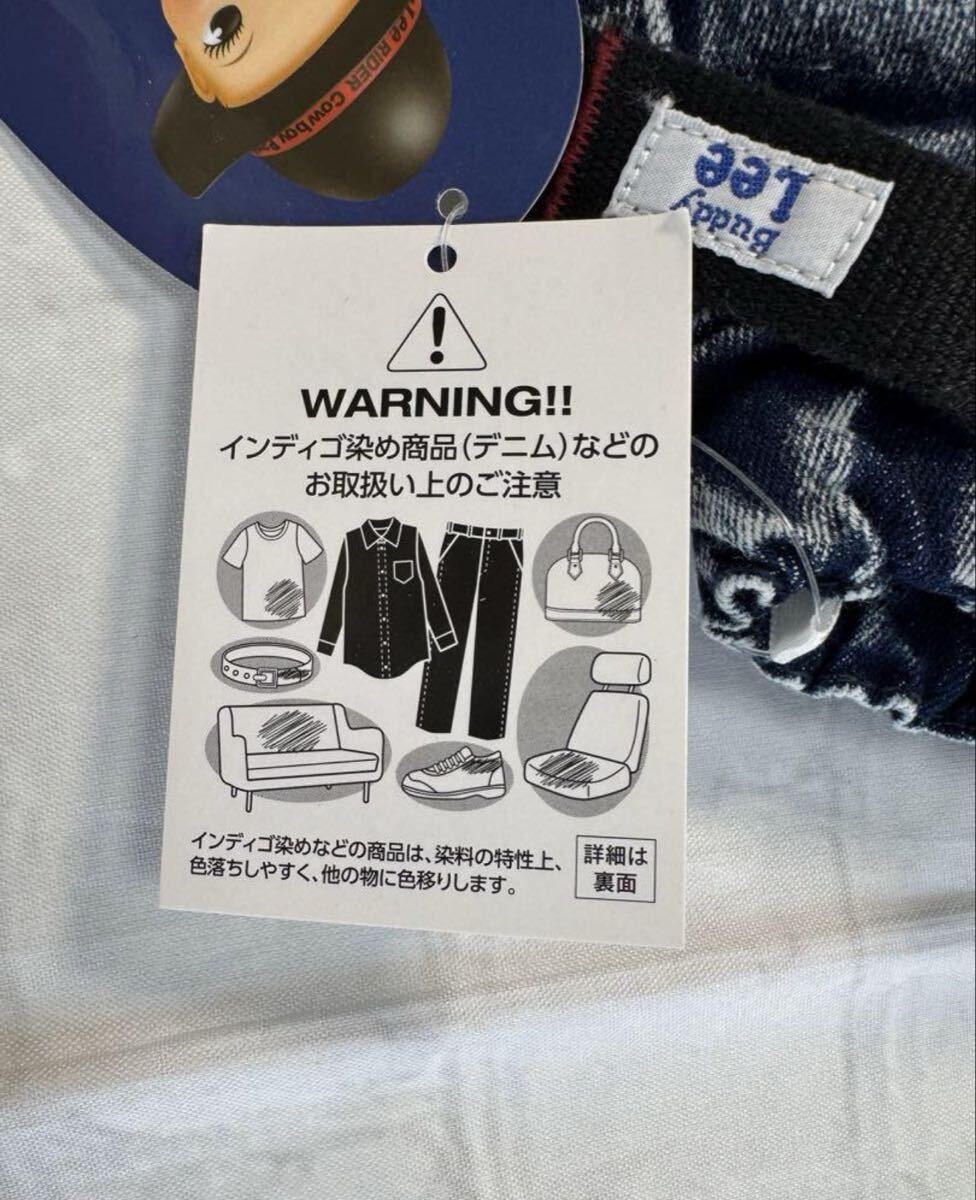 Lee RIDER Cowboy
Buddy
Lee
WARNING!!
インディゴ染め商品(デニム)などの
お取扱い上のご注意
インディゴ染めなどの商品は、染料の特性上、
色落ちしやすく、他の物に色移りします。
詳細は
裏面